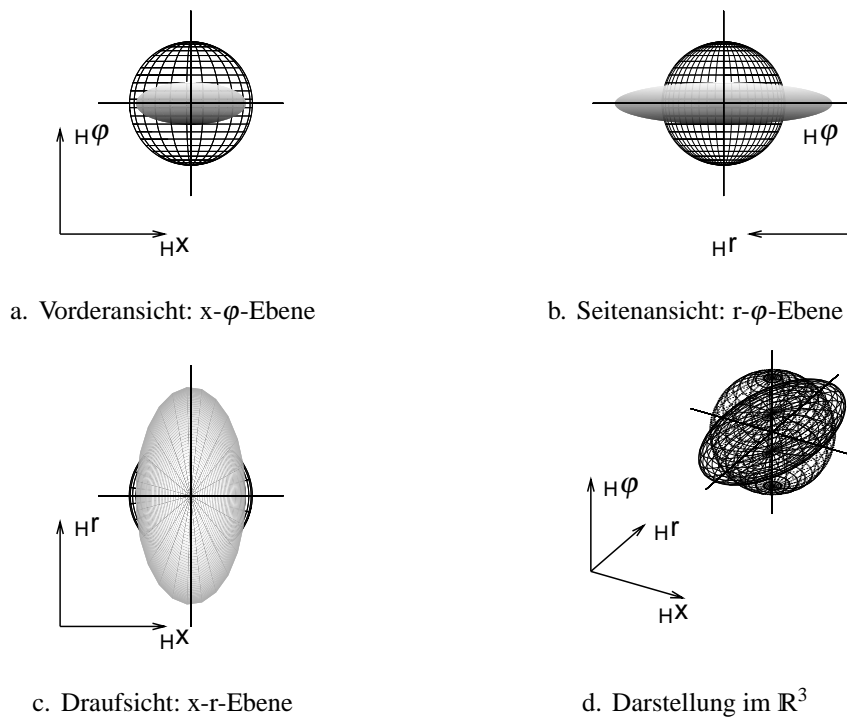 Hφ
Hx
a. Vorderansicht: x-φ-Ebene
Hφ
Hr
b. Seitenansicht: r-φ-Ebene
Hr
Hx
c. Draufsicht: x-r-Ebene
Hφ
Hr
Hx
d. Darstellung im ℝ³